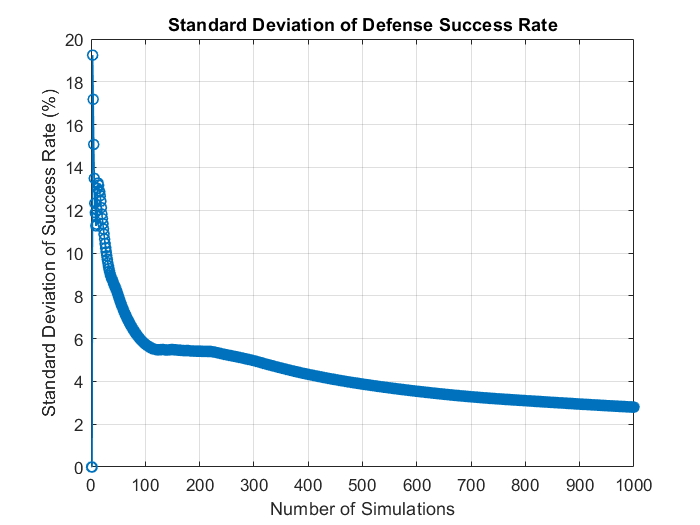 Standard Deviation of Defense Success Rate
Standard Deviation of Success Rate (%)
20
18
16
14
12
10
8
6
4
2
0
0 100 200 300 400 500 600 700 800 900 1000
Number of Simulations